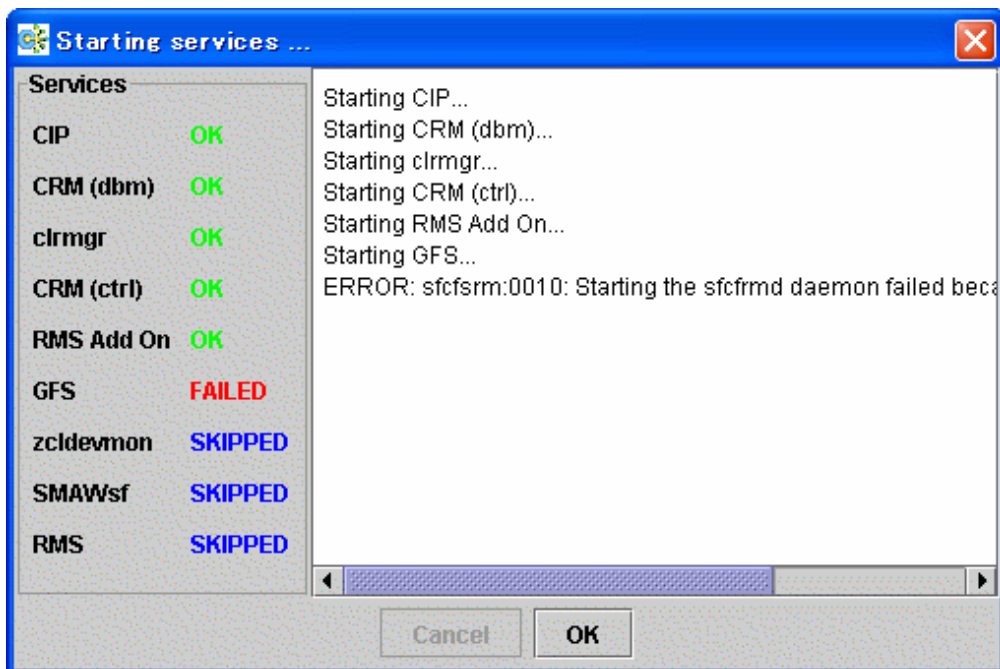 Starting services ...
Services
CIP OK
CRM (dbm) OK
clrmgr OK
CRM (ctrl) OK
RMS Add On OK
GFS FAILED
zcldevmon SKIPPED
SMAWsf SKIPPED
RMS SKIPPED
Starting CIP...
Starting CRM (dbm)...
Starting clrmgr...
Starting CRM (ctrl)...
Starting RMS Add On...
Starting GFS...
ERROR: sfcfsrm:0010: Starting the sfcfrmd daemon failed beca
Cancel OK